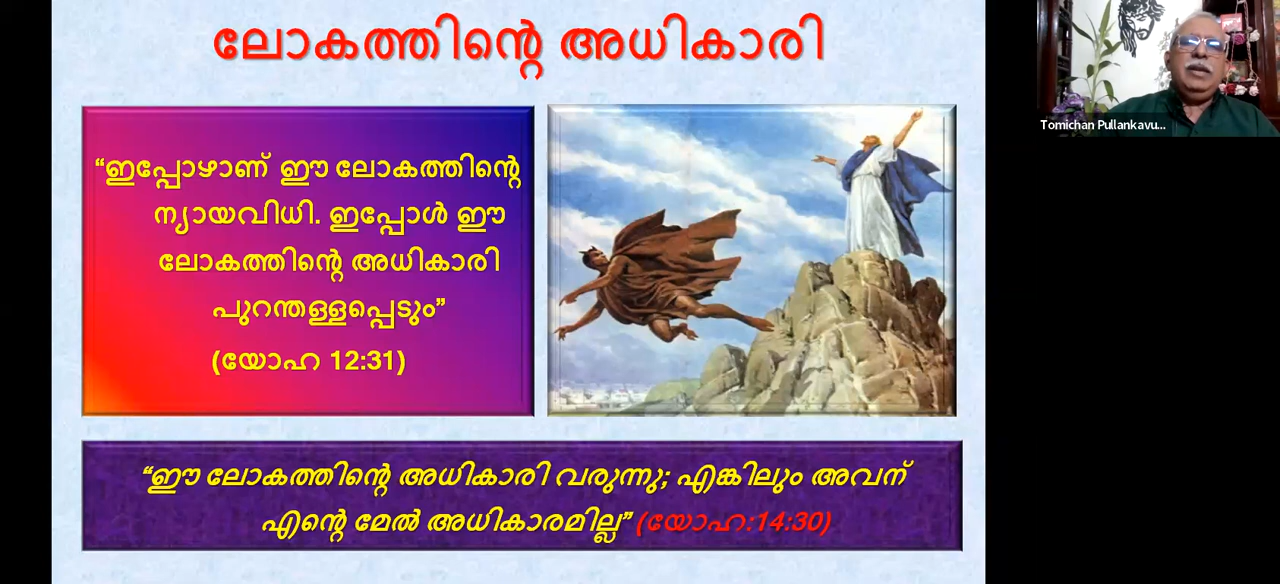 ലോകത്തിന്റെ അധികാരി
“ഇപ്പോഴാണ് ഈ ലോകത്തിന്റെ
ന്യായവിധി. ഇപ്പോൾ ഈ
ലോകത്തിന്റെ അധികാരി
പുറന്തള്ളപ്പെടും”
(യോഹ 12:31)
“ഈ ലോകത്തിന്റെ അധികാരി വരുന്നു; എങ്കിലും അവന്
എന്റെ മേൽ അധികാരമില്ല” (യോഹ:14:30)
Tomichan Pullankavu...